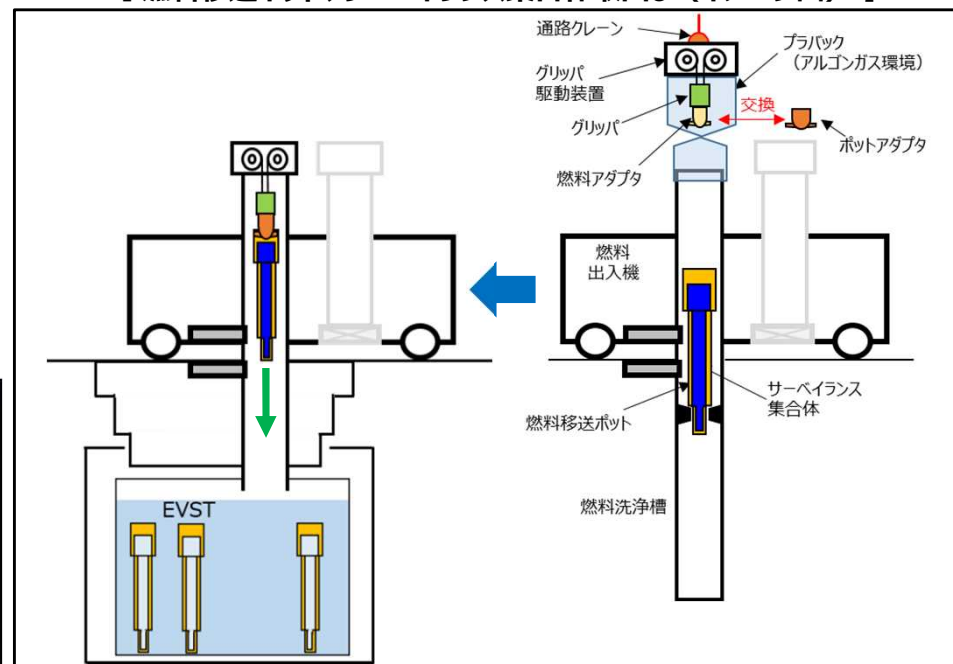 通路クレーン
プラバック
（アルゴンガス環境）
グリッパ
駆動装置
グリッパ
交換
ポットアダプタ
燃料アダプタ
燃料
出入機
サーベイランス
集合体
燃料移送ポット
燃料洗浄槽
EVST